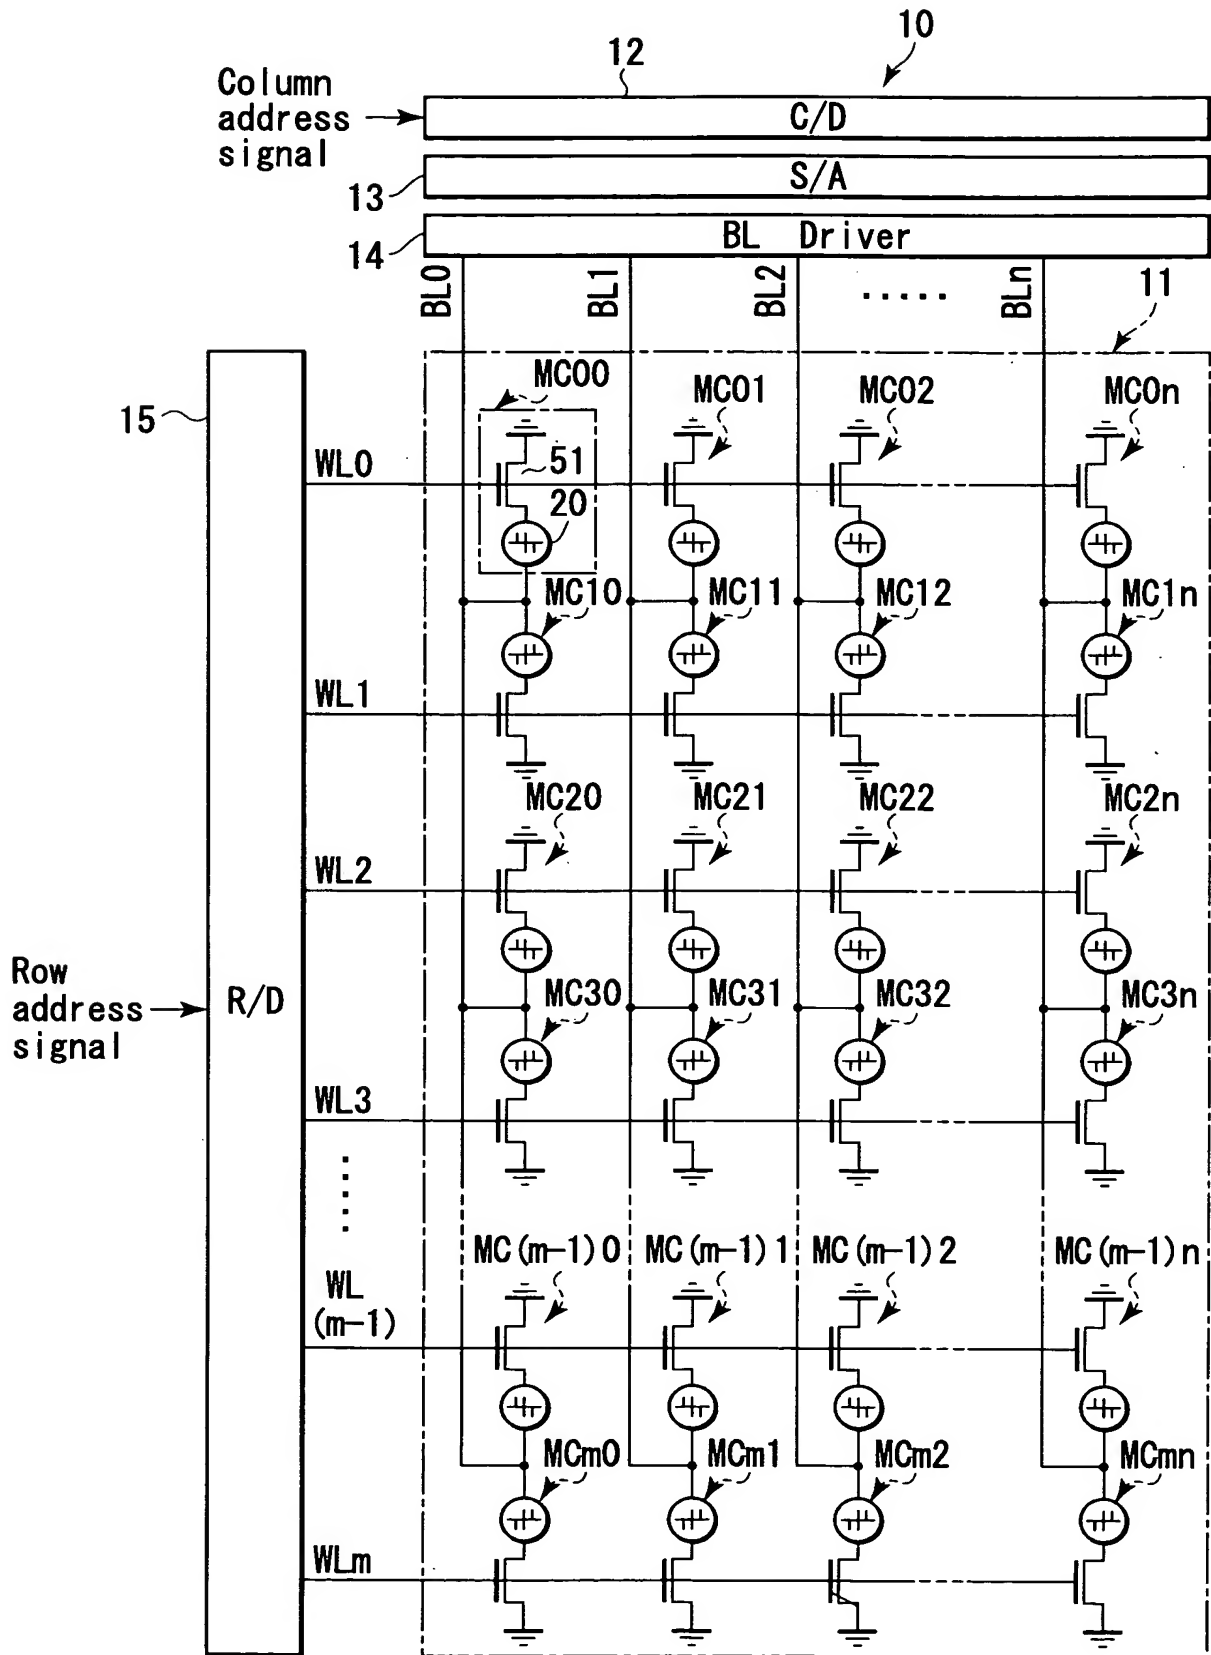 10
12
Column
address
signal
C/D
13
S/A
14
BL Driver
BL0
BL1
BL2
.....
BLn
11
15
MC00
MC01
MC02
MC0n
WL0
51
20
MC10
MC11
MC12
MC1n
WL1
MC20
MC21
MC22
MC2n
WL2
Row
address
signal
R/D
MC30
MC31
MC32
MC3n
WL3
.....
MC(m-1)0
MC(m-1)1
MC(m-1)2
MC(m-1)n
WL
(m-1)
MCm0
MCm1
MCm2
MCmn
WLm